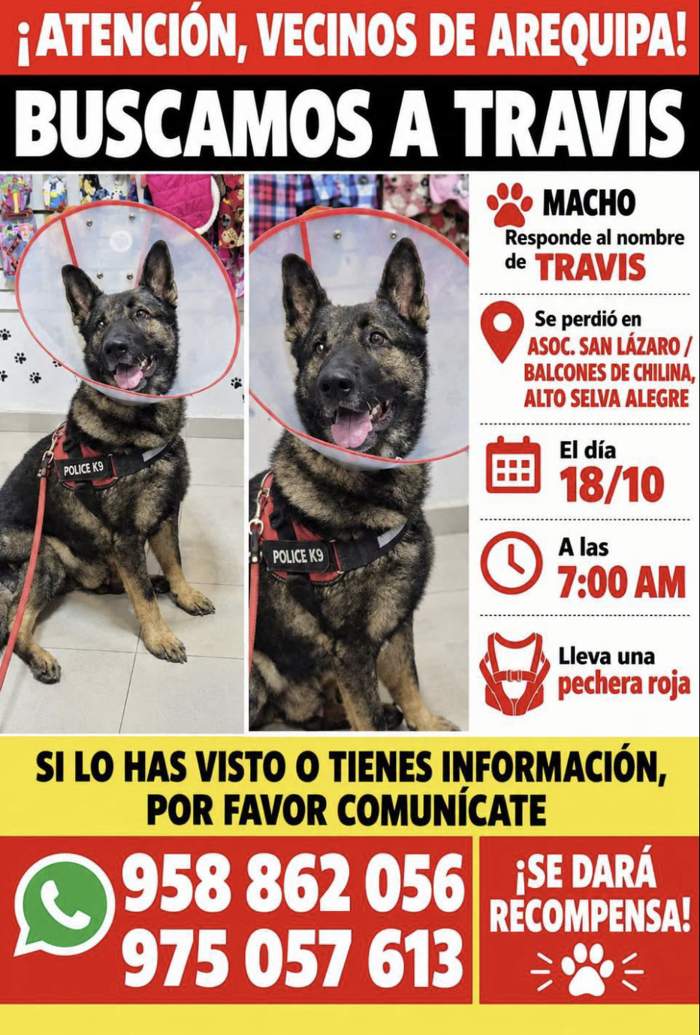 ¡ATENCIÓN, VECINOS DE AREQUIPA!
BUSCAMOS A TRAVIS
POLICE K9
POLICE K9
MACHO
Responde al nombre
de TRAVIS
Se perdió en
ASOC. SAN LÁZARO /
BALCONES DE CHILINA,
ALTO SELVA ALEGRE
El día
18/10
A las
7:00 AM
Lleva una
pechera roja
SI LO HAS VISTO O TIENES INFORMACIÓN,
POR FAVOR COMUNÍCATE
958 862 056
975 057 613
¡SE DARÁ
RECOMPENSA!